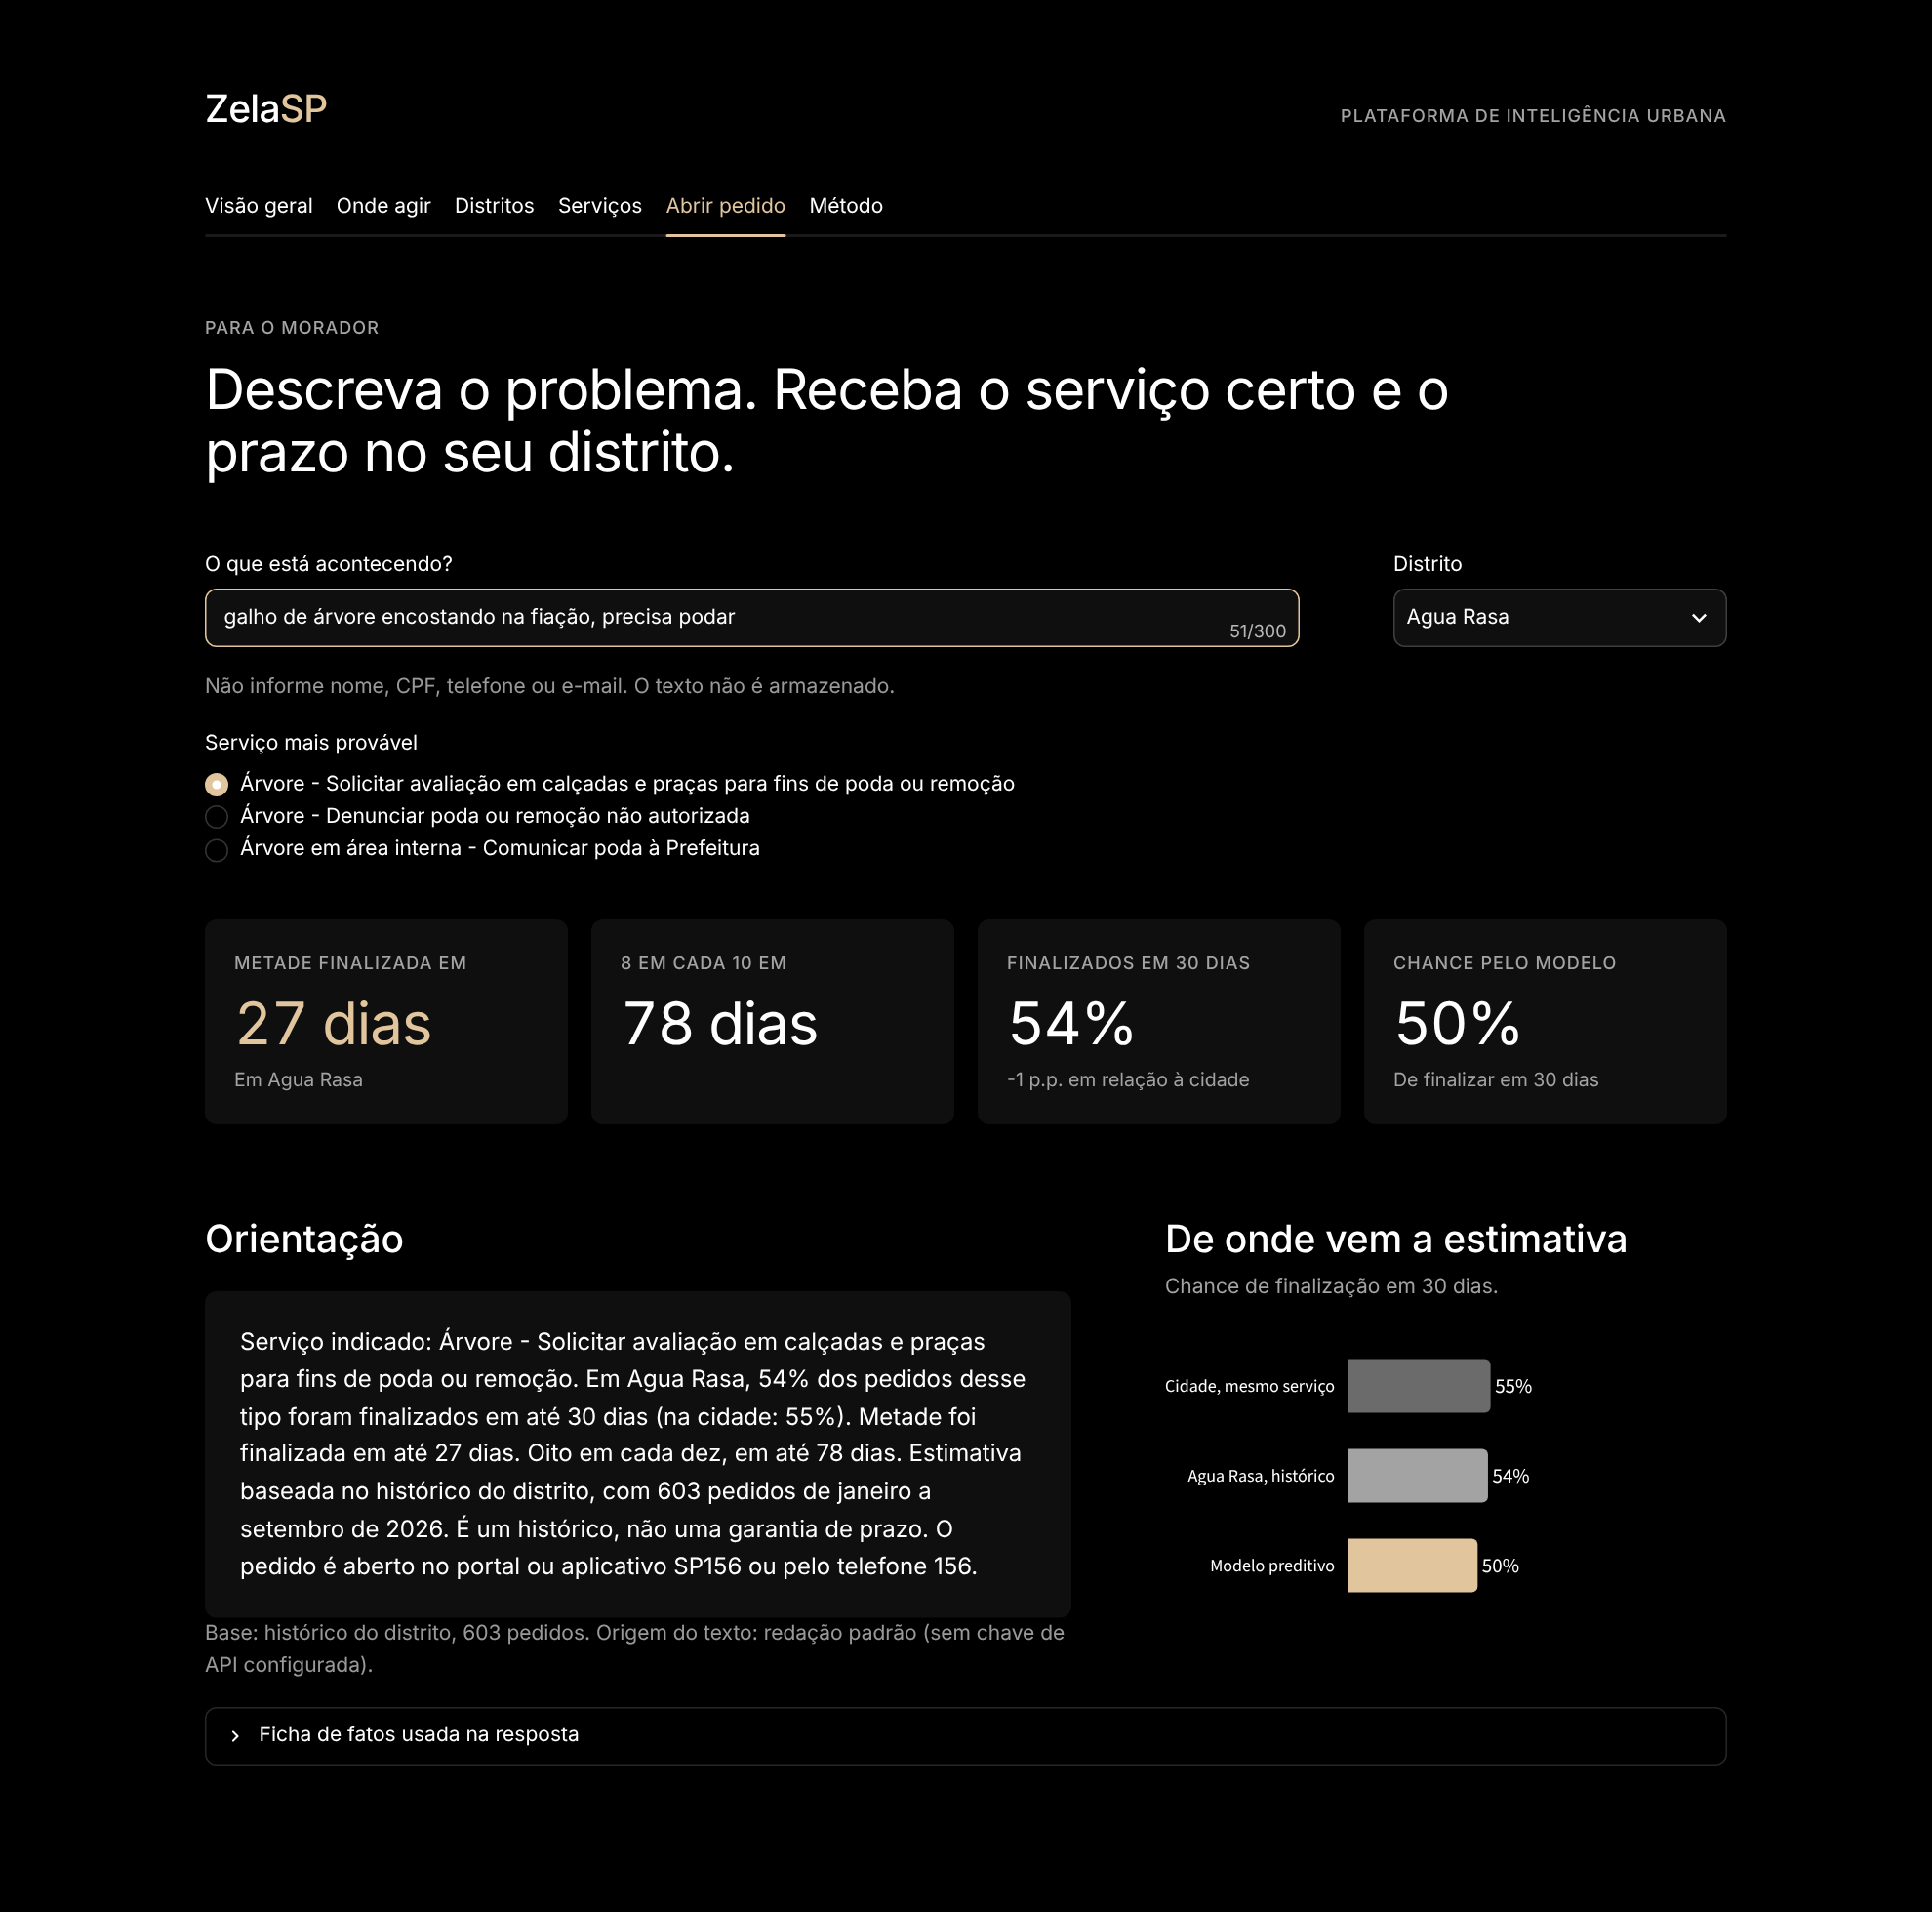 ZelaSP
PLATAFORMA DE INTELIGÊNCIA URBANA
Visão geral Onde agir Distritos Serviços Abrir pedido Método
PARA O MORADOR
Descreva o problema. Receba o serviço certo e o
prazo no seu distrito.
O que está acontecendo?
galho de árvore encostando na fiação, precisa podar
51/300
Distrito
Agua Rasa
Não informe nome, CPF, telefone ou e-mail. O texto não é armazenado.
Serviço mais provável
Árvore - Solicitar avaliação em calçadas e praças para fins de poda ou remoção
Árvore - Denunciar poda ou remoção não autorizada
Árvore em área interna - Comunicar poda à Prefeitura
METADE FINALIZADA EM
27 dias
Em Agua Rasa
8 EM CADA 10 EM
78 dias
FINALIZADOS EM 30 DIAS
54%
-1 p.p. em relação à cidade
CHANCE PELO MODELO
50%
De finalizar em 30 dias
Orientação
Serviço indicado: Árvore - Solicitar avaliação em calçadas e praças
para fins de poda ou remoção. Em Agua Rasa, 54% dos pedidos desse
tipo foram finalizados em até 30 dias (na cidade: 55%). Metade foi
finalizada em até 27 dias. Oito em cada dez, em até 78 dias. Estimativa
baseada no histórico do distrito, com 603 pedidos de janeiro a
setembro de 2026. É um histórico, não uma garantia de prazo. O
pedido é aberto no portal ou aplicativo SP156 ou pelo telefone 156.
Base: histórico do distrito, 603 pedidos. Origem do texto: redação padrão (sem chave de
API configurada).
De onde vem a estimativa
Chance de finalização em 30 dias.
Cidade, mesmo serviço 55%
Agua Rasa, histórico 54%
Modelo preditivo 50%
Ficha de fatos usada na resposta